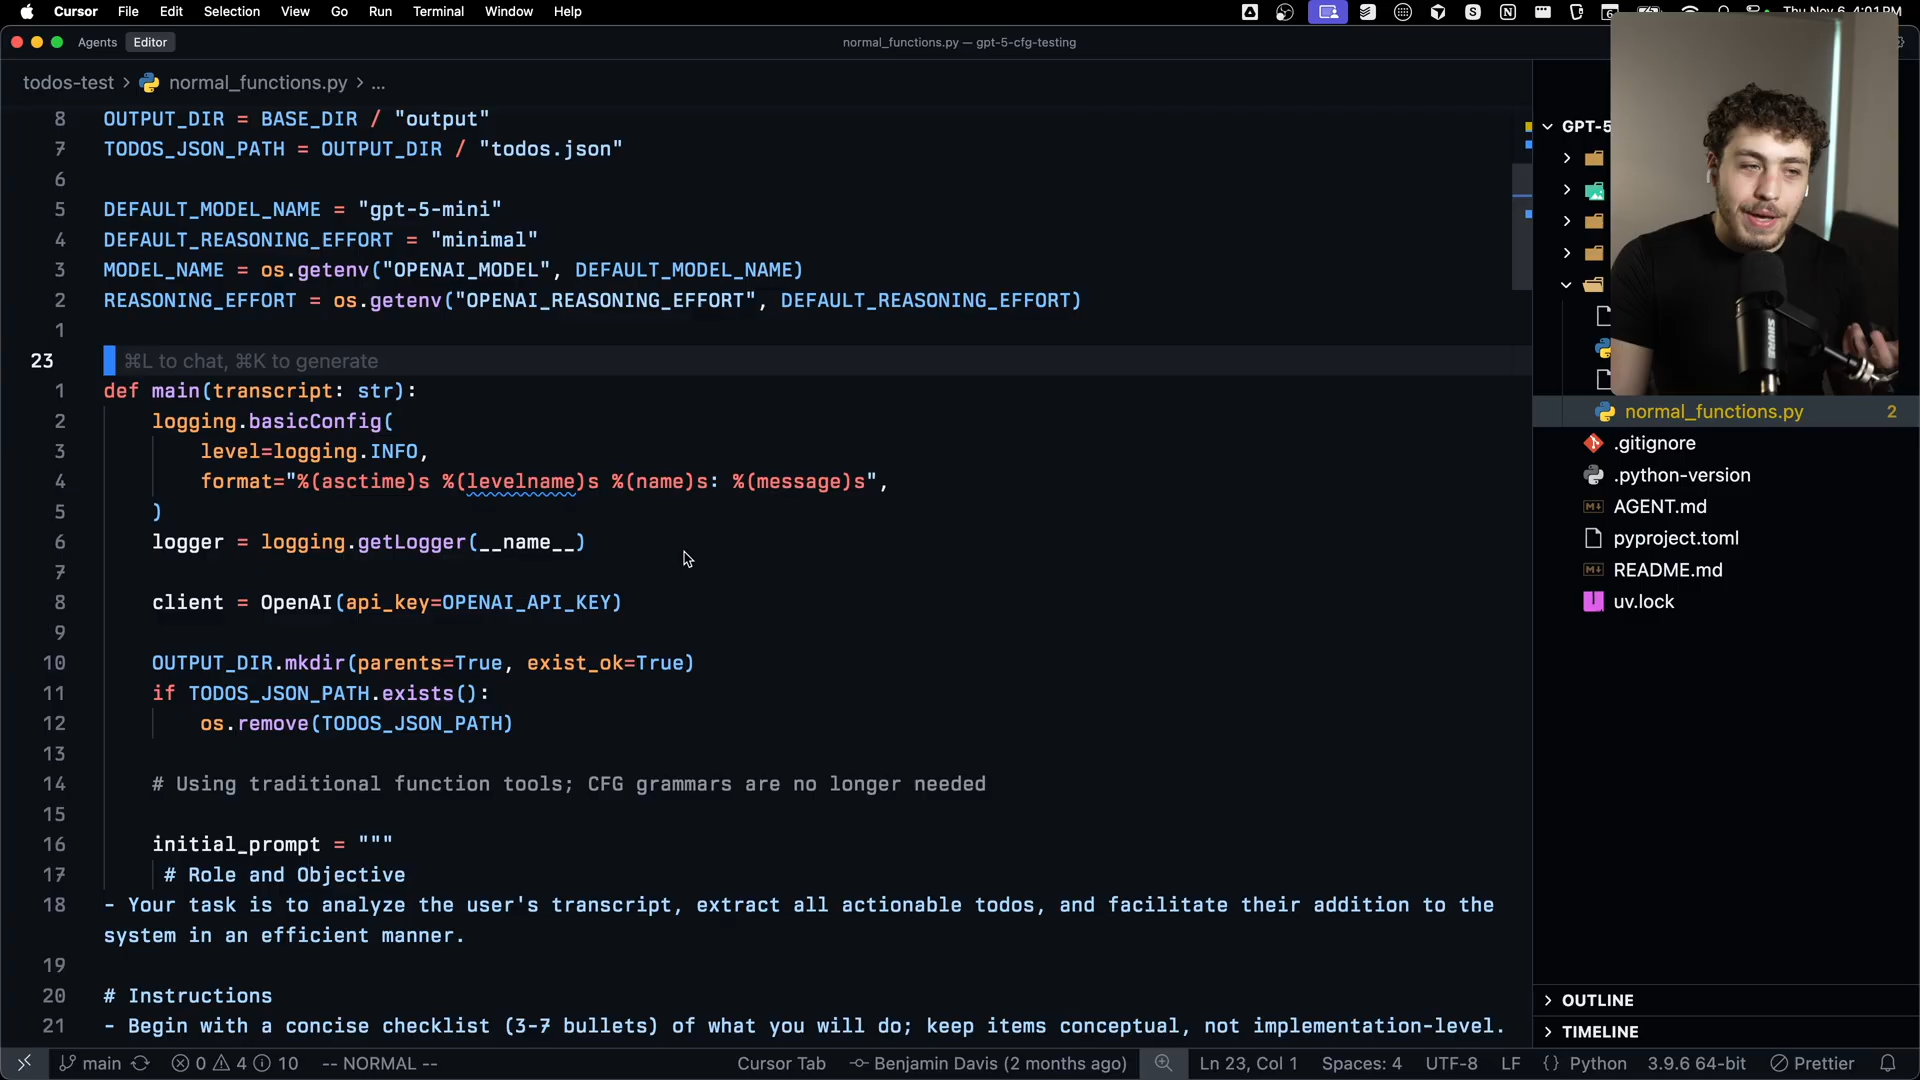 Cursor File Edit Selection View Go Run Terminal Window Help
Agents Editor normal_functions.py — gpt-5-cfg-testing
todos-test > normal_functions.py > ...
8 OUTPUT_DIR = BASE_DIR / "output"
7 TODOS_JSON_PATH = OUTPUT_DIR / "todos.json"
6
5 DEFAULT_MODEL_NAME = "gpt-5-mini"
4 DEFAULT_REASONING_EFFORT = "minimal"
3 MODEL_NAME = os.getenv("OPENAI_MODEL", DEFAULT_MODEL_NAME)
2 REASONING_EFFORT = os.getenv("OPENAI_REASONING_EFFORT", DEFAULT_REASONING_EFFORT)
1
23 ⌘L to chat, ⌘K to generate
1 def main(transcript: str):
2 logging.basicConfig(
3 level=logging.INFO,
4 format="%(asctime)s %(levelname)s %(name)s: %(message)s",
5 )
6 logger = logging.getLogger(__name__)
7
8 client = OpenAI(api_key=OPENAI_API_KEY)
9
10 OUTPUT_DIR.mkdir(parents=True, exist_ok=True)
11 if TODOS_JSON_PATH.exists():
12 os.remove(TODOS_JSON_PATH)
13
14 # Using traditional function tools; CFG grammars are no longer needed
15
16 initial_prompt = """
17 # Role and Objective
18 - Your task is to analyze the user's transcript, extract all actionable todos, and facilitate their addition to the
system in an efficient manner.
19
20 # Instructions
21 - Begin with a concise checklist (3-7 bullets) of what you will do; keep items conceptual, not implementation-level.
GPT-5
normal_functions.py 2
.gitignore
.python-version
AGENT.md
pyproject.toml
README.md
uv.lock
OUTLINE
TIMELINE
main 0 4 10 -- NORMAL -- Cursor Tab Benjamin Davis (2 months ago) Ln 23, Col 1 Spaces: 4 UTF-8 LF {} Python 3.9.6 64-bit Prettier
SHURE